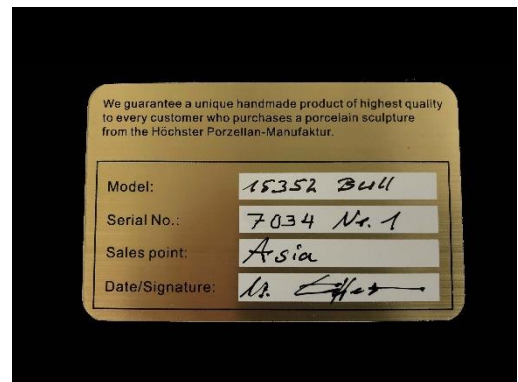 We guarantee a unique handmade product of highest quality
to every customer who purchases a porcelain sculpture
from the Höchster Porzellan-Manufaktur.
Model: 15352 Bull
Serial No.: 7034 Nr. 1
Sales point: Asia
Date/Signature: